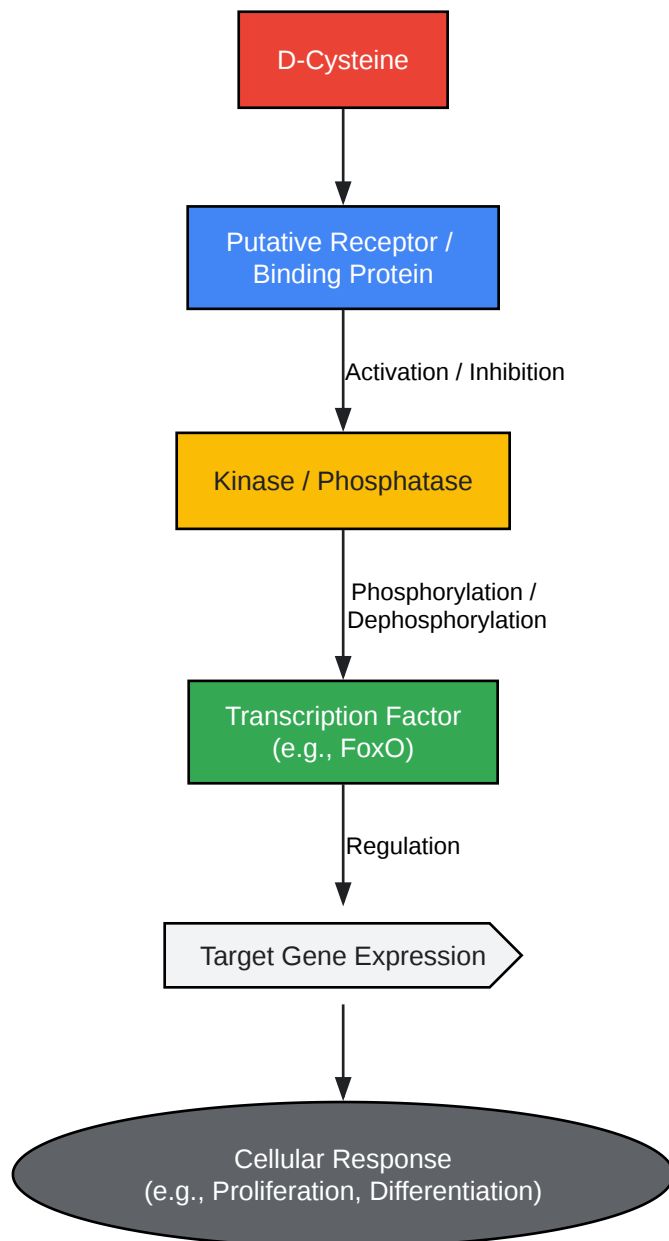 D-Cysteine
Putative Receptor /
Binding Protein
Activation / Inhibition
Kinase / Phosphatase
Phosphorylation /
Dephosphorylation
Transcription Factor
(e.g., FoxO)
Regulation
Target Gene Expression
Cellular Response
(e.g., Proliferation, Differentiation)